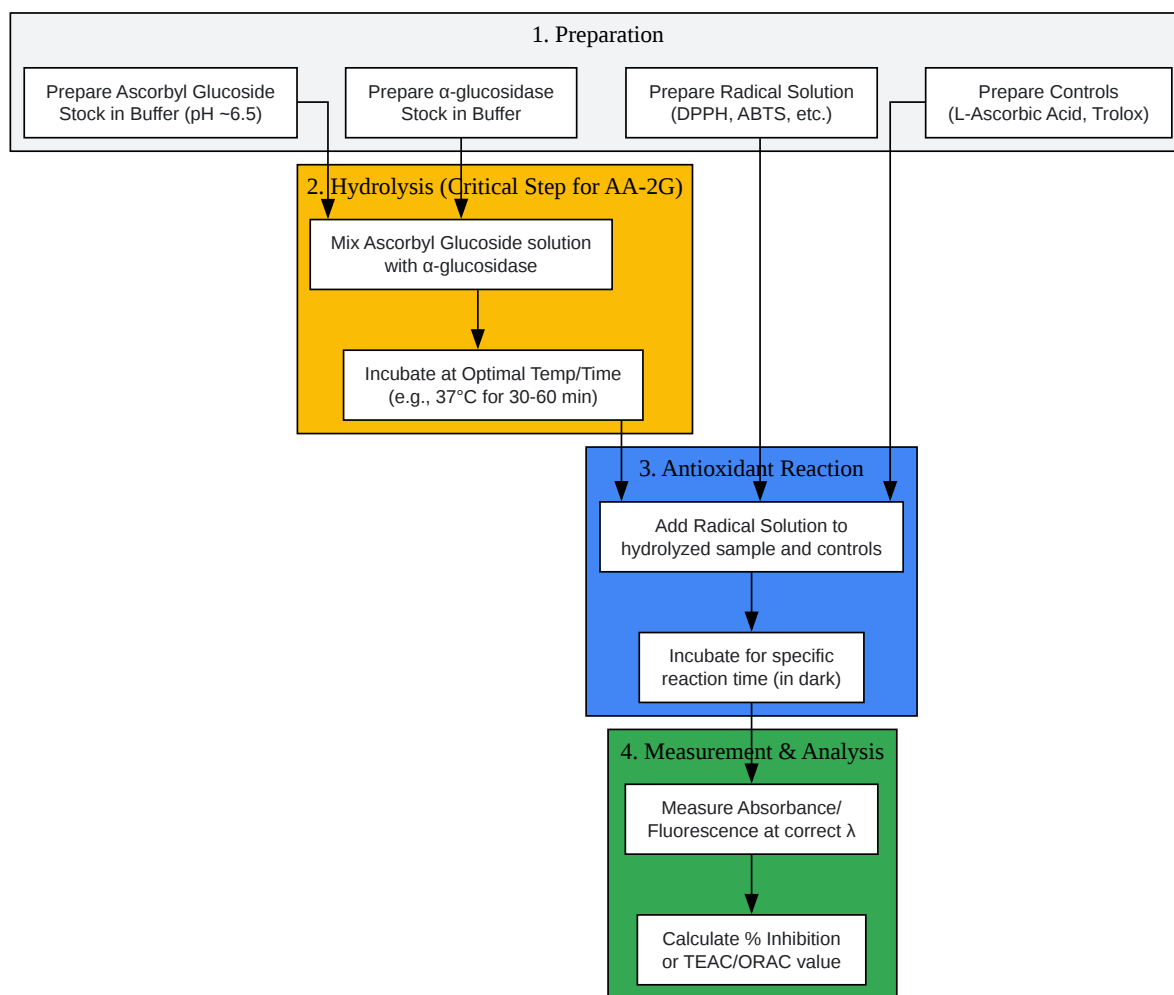 1. Preparation
Prepare Ascorbyl Glucoside
Stock in Buffer (pH ~6.5)
Prepare α-glucosidase
Stock in Buffer
Prepare Radical Solution
(DPPH, ABTS, etc.)
Prepare Controls
(L-Ascorbic Acid, Trolox)
2. Hydrolysis (Critical Step for AA-2G)
Mix Ascorbyl Glucoside solution
with α-glucosidase
Incubate at Optimal Temp/Time
(e.g., 37°C for 30-60 min)
3. Antioxidant Reaction
Add Radical Solution to
hydrolyzed sample and controls
Incubate for specific
reaction time (in dark)
4. Measurement & Analysis
Measure Absorbance/
Fluorescence at correct λ
Calculate % Inhibition
or TEAC/ORAC value